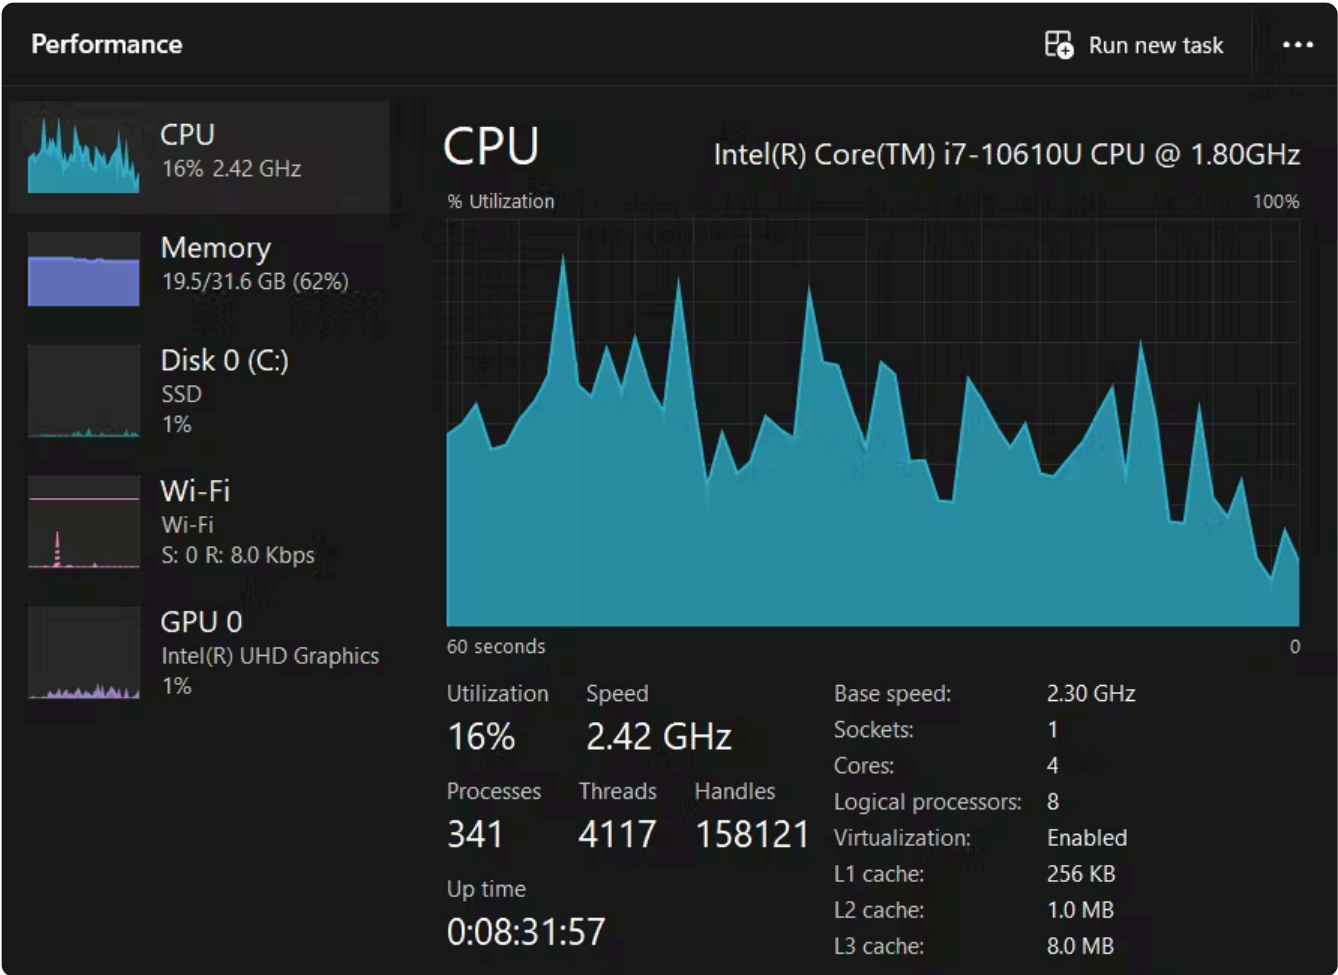 Performance
Run new task
CPU
16% 2.42 GHz
Memory
19.5/31.6 GB (62%)
Disk 0 (C:)
SSD
1%
Wi-Fi
Wi-Fi
S: 0 R: 8.0 Kbps
GPU 0
Intel(R) UHD Graphics
1%
CPU
Intel(R) Core(TM) i7-10610U CPU @ 1.80GHz
% Utilization
100%
60 seconds
0
Utilization
16%
Speed
2.42 GHz
Processes
341
Threads
4117
Handles
158121
Up time
0:08:31:57
Base speed: 2.30 GHz
Sockets: 1
Cores: 4
Logical processors: 8
Virtualization: Enabled
L1 cache: 256 KB
L2 cache: 1.0 MB
L3 cache: 8.0 MB